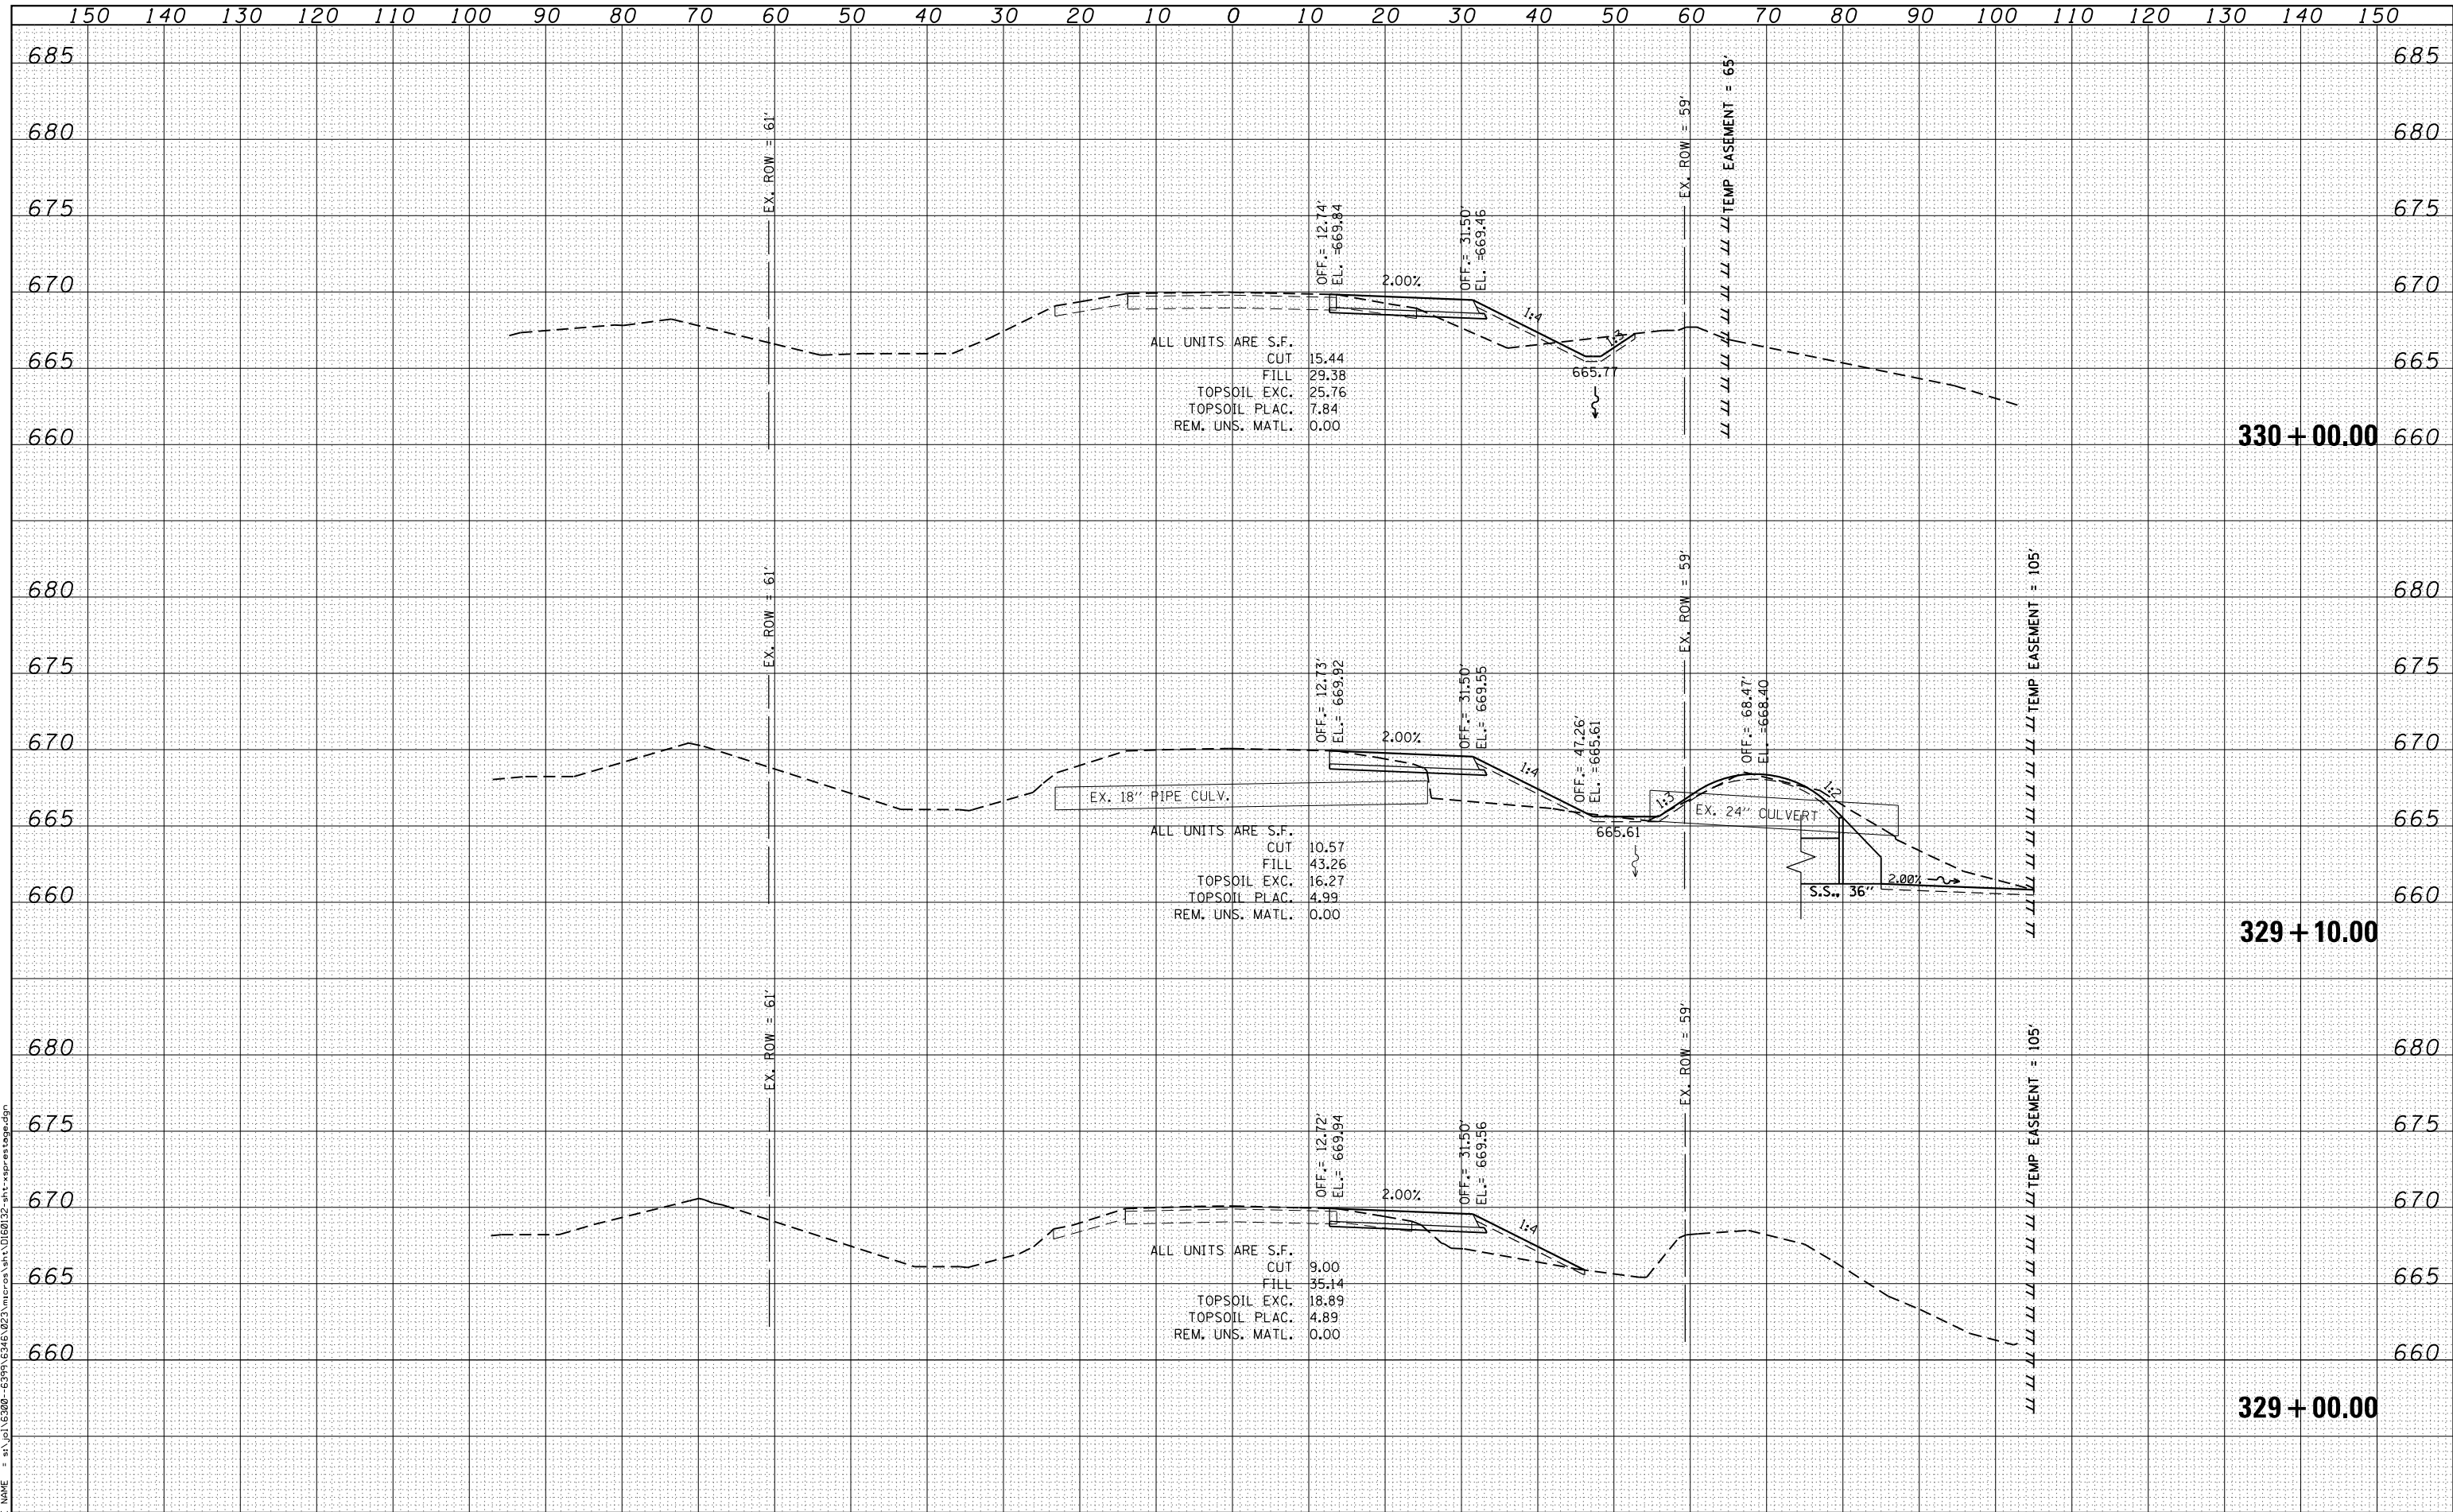 150 140 130 120 110 100 90 80 70 60 50 40 30 20 10 0 10 20 30 40 50 60 70 80 90 100 110 120 130 140 150
685 685
680 680
675 675
670 670
665 665
660 660
EX. ROW = 61'
EX. ROW = 59'
TEMP EASEMENT = 65'
OFF.= 12.74'
EL. =669.84
2.00%
OFF.= 31.50'
EL. =669.46
1:4
1:3
665.77
ALL UNITS ARE S.F.
CUT 15.44
FILL 29.38
TOPSOIL EXC. 25.76
TOPSOIL PLAC. 7.84
REM. UNS. MATL. 0.00
330+00.00
680 680
675 675
670 670
665 665
660 660
EX. ROW = 61'
EX. ROW = 59'
TEMP EASEMENT = 105'
OFF.= 12.73'
EL.= 669.92
2.00%
OFF.= 31.50'
EL.= 669.55
1:4
OFF.= 47.26'
EL. =665.61
1:3
OFF.= 68.47'
EL. =668.40
1:2
EX. 18" PIPE CULV.
EX. 24" CULVERT
665.61
2.00%
S.S., 36"
ALL UNITS ARE S.F.
CUT 10.57
FILL 43.26
TOPSOIL EXC. 16.27
TOPSOIL PLAC. 4.99
REM. UNS. MATL. 0.00
329+10.00
680 680
675 675
670 670
665 665
660 660
EX. ROW = 61'
EX. ROW = 59'
TEMP EASEMENT = 105'
OFF.= 12.72'
EL.= 669.94
2.00%
OFF.= 31.50'
EL.= 669.56
1:4
ALL UNITS ARE S.F.
CUT 9.00
FILL 35.14
TOPSOIL EXC. 18.89
TOPSOIL PLAC. 4.89
REM. UNS. MATL. 0.00
329+00.00
NAME = s:\jol\6300--6399\6346\023\micros\sht\D160132-sht-xsprestage.dgn